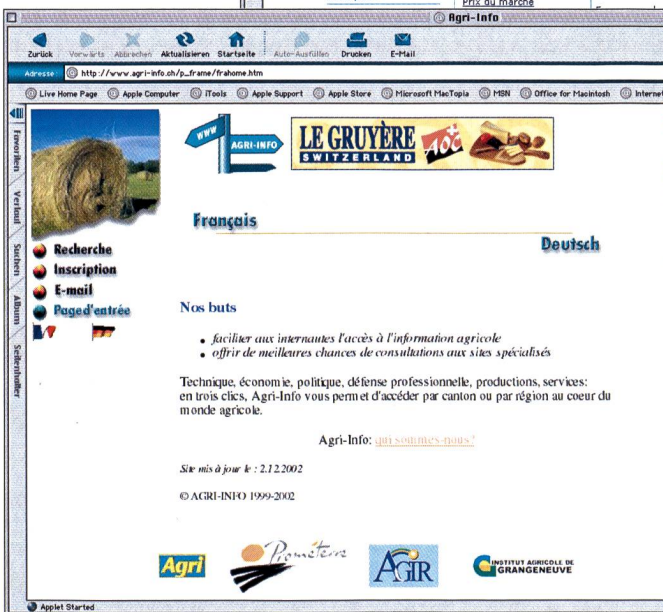 Prix du marché
Agri-Info
Zurück Vorwärts Abbrechen Aktualisieren Startseite Auto-Ausfüllen Drucken E-Mail
Adresse http://www.agri-info.ch/p_frame/frahome.htm
Live Home Page Apple Computer iTools Apple Support Apple Store Microsoft MacTopia MSN Office for Macintosh Internet
Favoriten
Verlauf
Suchen
Album
Seitenhalter
WWW
AGRI-INFO
LE GRUYÈRE
SWITZERLAND
AOC
Français
Deutsch
Recherche
Inscription
E-mail
Page d'entrée
Nos buts
• faciliter aux internautes l'accès à l'information agricole
• offrir de meilleures chances de consultations aux sites spécialisés
Technique, économie, politique, défense professionnelle, productions, services:
en trois clics, Agri-Info vous permet d'accéder par canton ou par région au coeur du
monde agricole.
Agri-Info: qui sommes-nous?
Site mis à jour le : 2.12.2002
© AGRI-INFO 1999-2002
Agri
Prométerre
AGIR
INSTITUT AGRICOLE DE
GRANGENEUVE
Applet Started